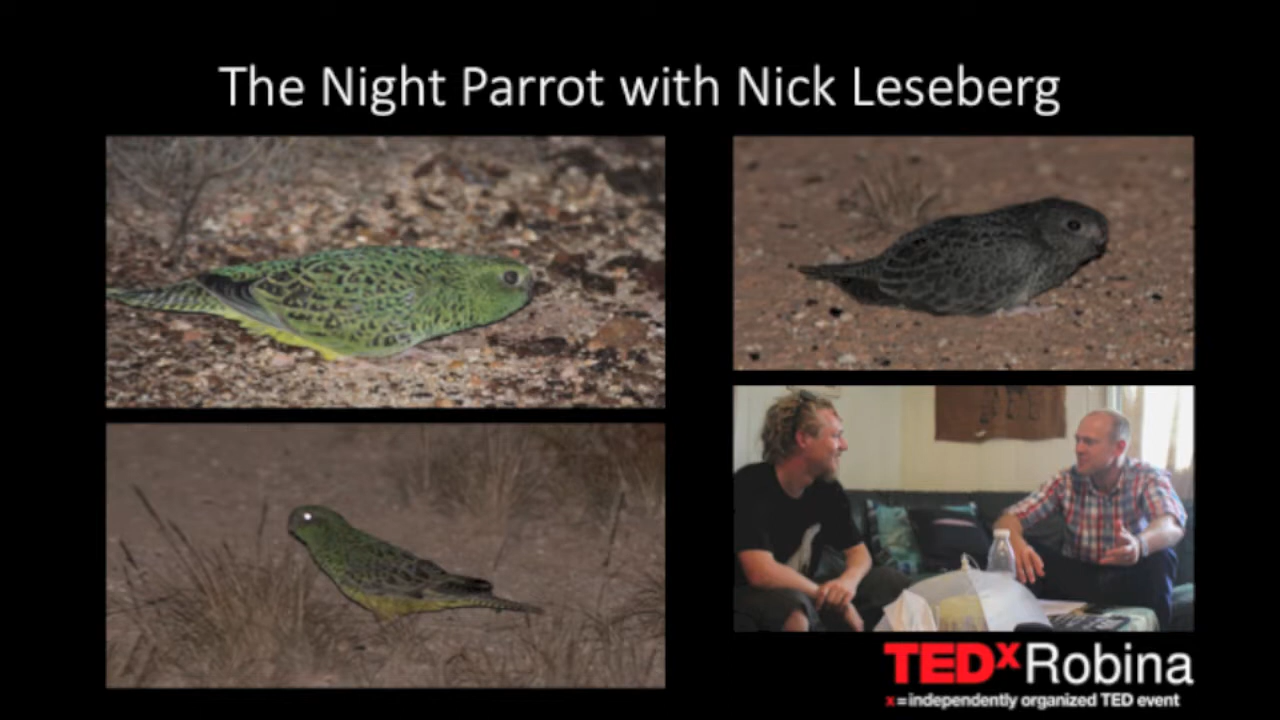 The Night Parrot with Nick Leseberg
TEDxRobina
x=independently organized TED event